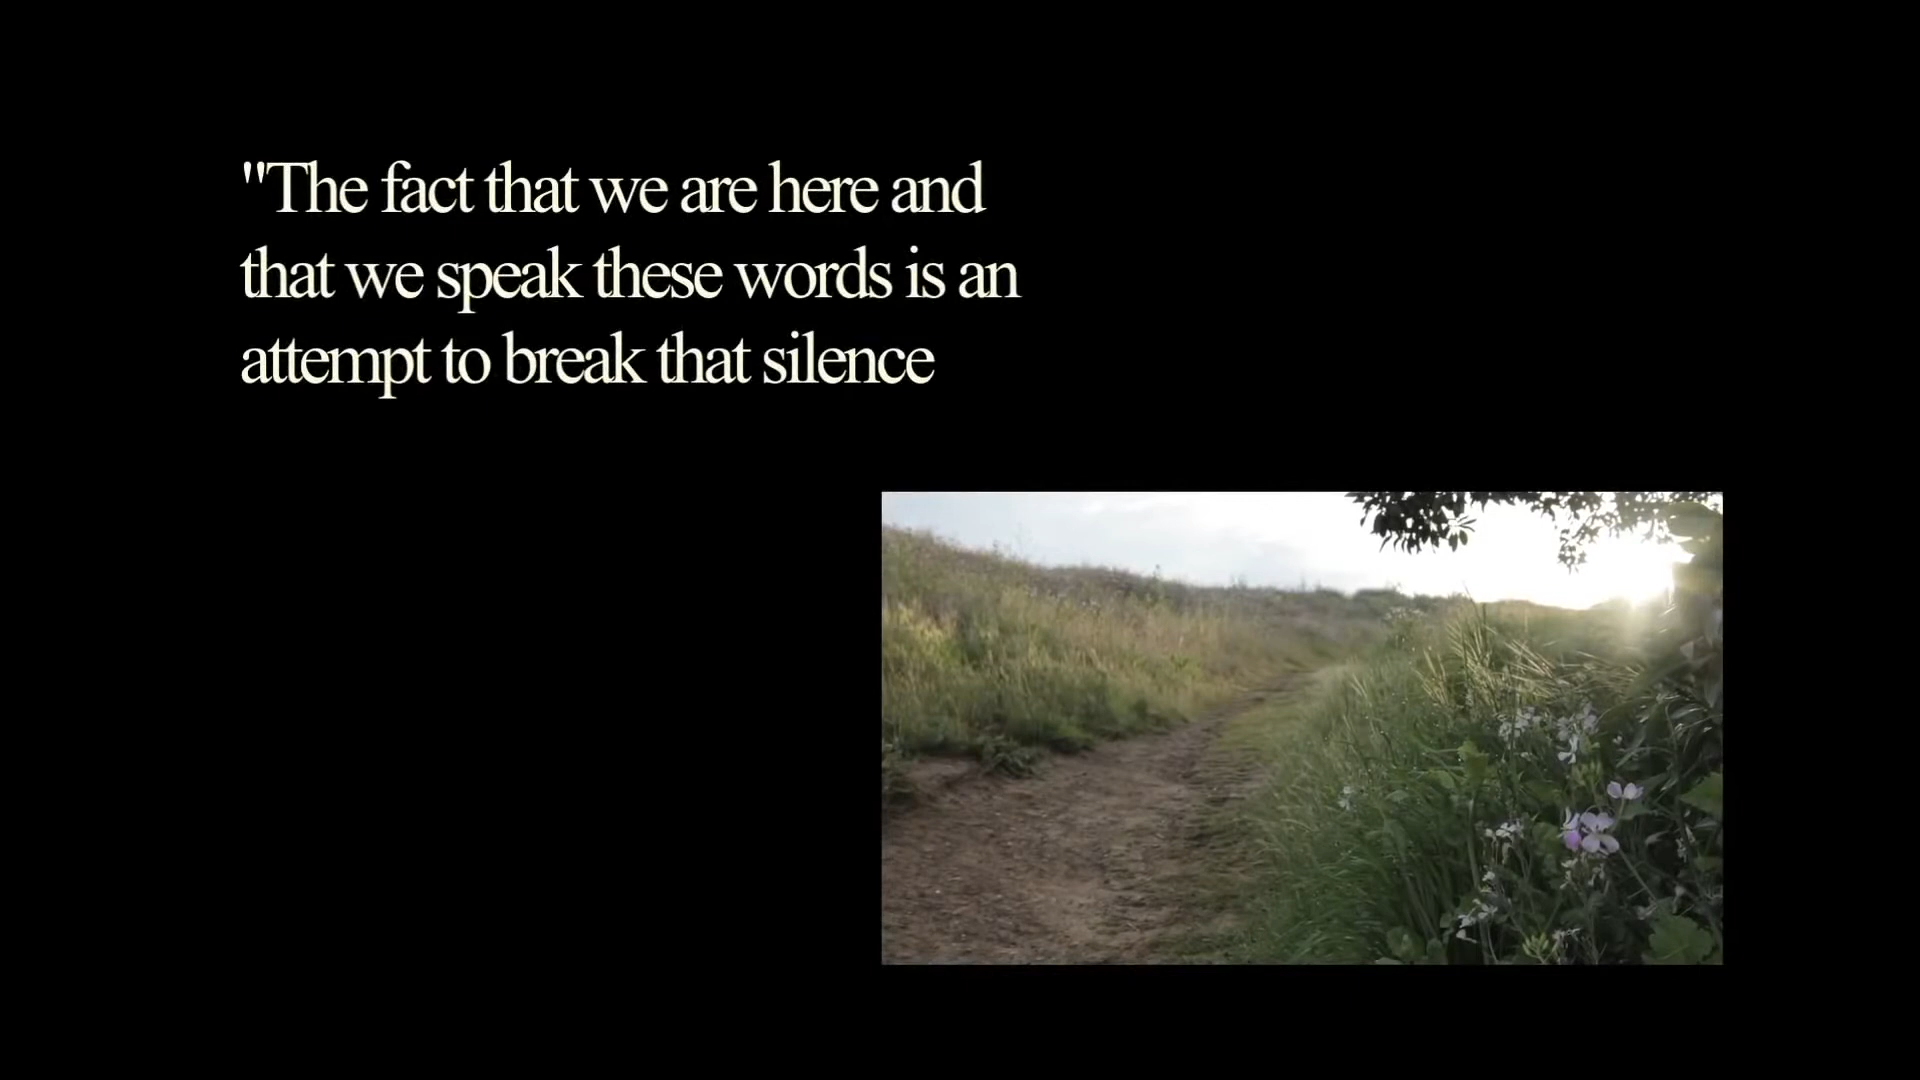 "The fact that we are here and
that we speak these words is an
attempt to break that silence